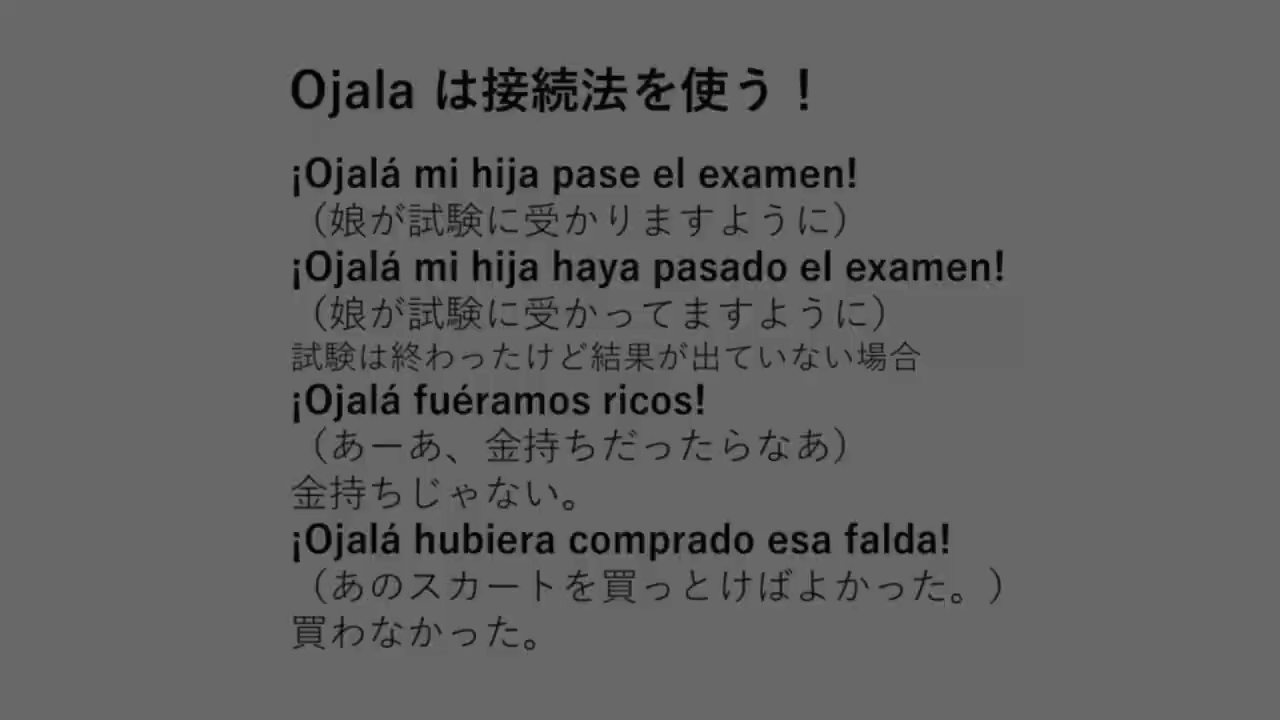 Ojala は接続法を使う！
¡Ojalá mi hija pase el examen!
（娘が試験に受かりますように）
¡Ojalá mi hija haya pasado el examen!
（娘が試験に受かってますように）
試験は終わったけど結果が出ていない場合
¡Ojalá fuéramos ricos!
（あーあ、金持ちだったらなあ）
金持ちじゃない。
¡Ojalá hubiera comprado esa falda!
（あのスカートを買っとけばよかった。）
買わなかった。